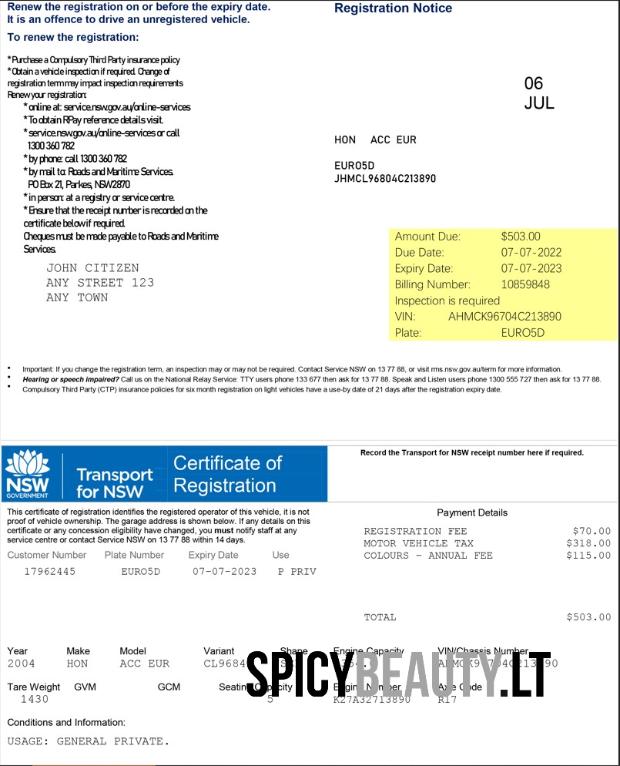 Renew the registration on or before the expiry date.
It is an offence to drive an unregistered vehicle.
To renew the registration:
* Purchase a Compulsory Third Party insurance policy
* Obtain a vehicle inspection if required. Change of
registration term may impact inspection requirements
Renew your registration:
* online at: service.nsw.gov.au/online-services
* To obtain RPay reference details visit.
* service.nsw.gov.au/online-services or call
1300 360 782
* by phone: call 1300 360 782
* by mail to: Roads and Maritime Services.
PO Box 21, Parkes, NSW2870
* in person: at a registry or service centre.
* Ensure that the receipt number is recorded on the
certificate below if required.
Cheques must be made payable to Roads and Maritime
Services.
JOHN CITIZEN
ANY STREET 123
ANY TOWN
Registration Notice
06
JUL
HON ACC EUR
EURO5D
JHMCL96804C213890
Amount Due: $503.00
Due Date: 07-07-2022
Expiry Date: 07-07-2023
Billing Number: 10859848
Inspection is required
VIN: AHMCK96704C213890
Plate: EURO5D
• Important: If you change the registration term, an inspection may or may not be required. Contact Service NSW on 13 77 88, or visit rms.nsw.gov.au/term for more information.
• Hearing or speech impaired? Call us on the National Relay Service: TTY users phone 133 677 then ask for 13 77 88. Speak and Listen users phone 1300 555 727 then ask for 13 77 88.
• Compulsory Third Party (CTP) insurance policies for six month registration on light vehicles have a use-by date of 21 days after the registration expiry date.
NSW
GOVERNMENT
Transport
for NSW
Certificate of
Registration
Record the Transport for NSW receipt number here if required.
This certificate of registration identifies the registered operator of this vehicle, it is not
proof of vehicle ownership. The garage address is shown below. If any details on this
certificate or any concession eligibility have changed, you must notify staff at any
service centre or contact Service NSW on 13 77 88 within 14 days.
Customer Number Plate Number Expiry Date Use
17962445 EURO5D 07-07-2023 P PRIV
Payment Details
REGISTRATION FEE $70.00
MOTOR VEHICLE TAX $318.00
COLOURS - ANNUAL FEE $115.00
TOTAL $503.00
Year Make Model Variant Shape Engine Capacity VIN/Chassis Number
2004 HON ACC EUR CL9684
SPICYBEAUTY.LT
Tare Weight GVM GCM Seating Capacity Engine Number Axle Code
1430 5 K27A32713890 R17
Conditions and Information:
USAGE: GENERAL PRIVATE.